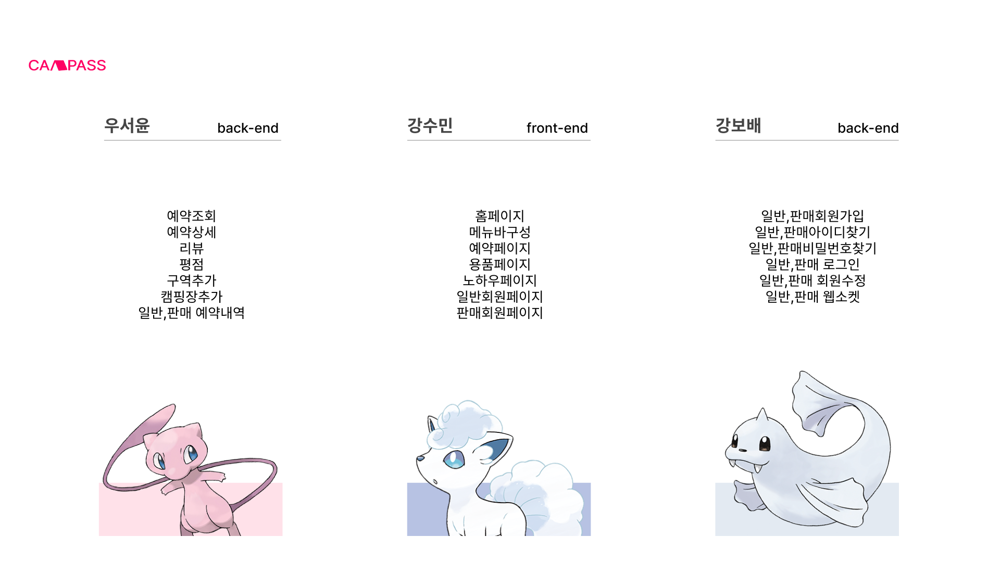 CAMPASS
우서윤 back-end
예약조회
예약상세
리뷰
평점
구역추가
캠핑장추가
일반,판매 예약내역
강수민 front-end
홈페이지
메뉴바구성
예약페이지
용품페이지
노하우페이지
일반회원페이지
판매회원페이지
강보배 back-end
일반,판매회원가입
일반,판매아이디찾기
일반,판매비밀번호찾기
일반,판매 로그인
일반,판매 회원수정
일반,판매 웹소켓